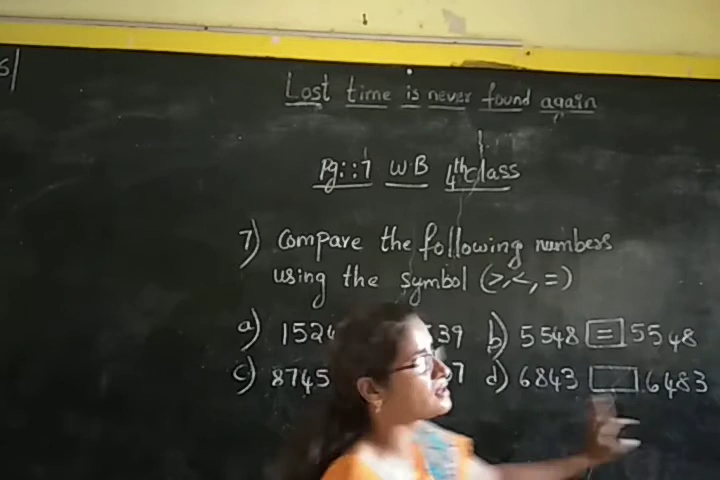 6|
Lost time is never found again
Pg::7 W.B 4th class
7) Compare the following numbers
using the symbol (>,<,=)
a) 1524 39 b) 5548 = 5548
c) 8745 7 d) 6843 6483